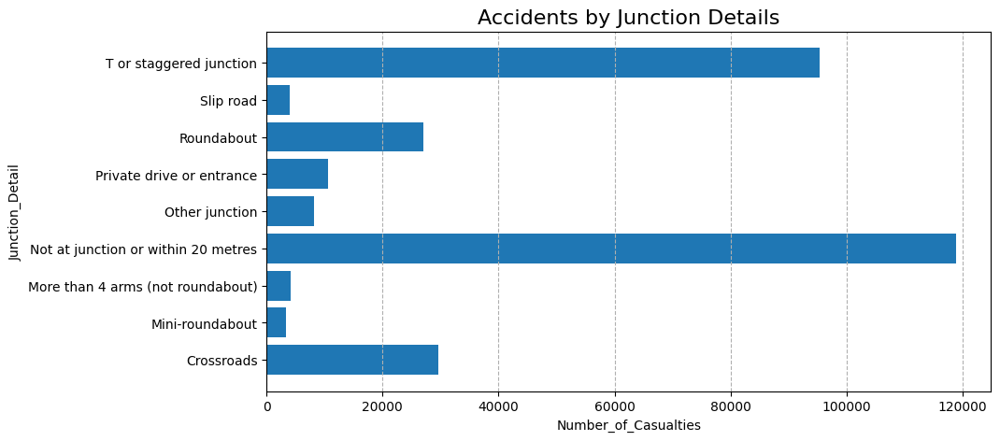 Accidents by Junction Details
Junction_Detail
T or staggered junction
Slip road
Roundabout
Private drive or entrance
Other junction
Not at junction or within 20 metres
More than 4 arms (not roundabout)
Mini-roundabout
Crossroads
0 20000 40000 60000 80000 100000 120000
Number_of_Casualties